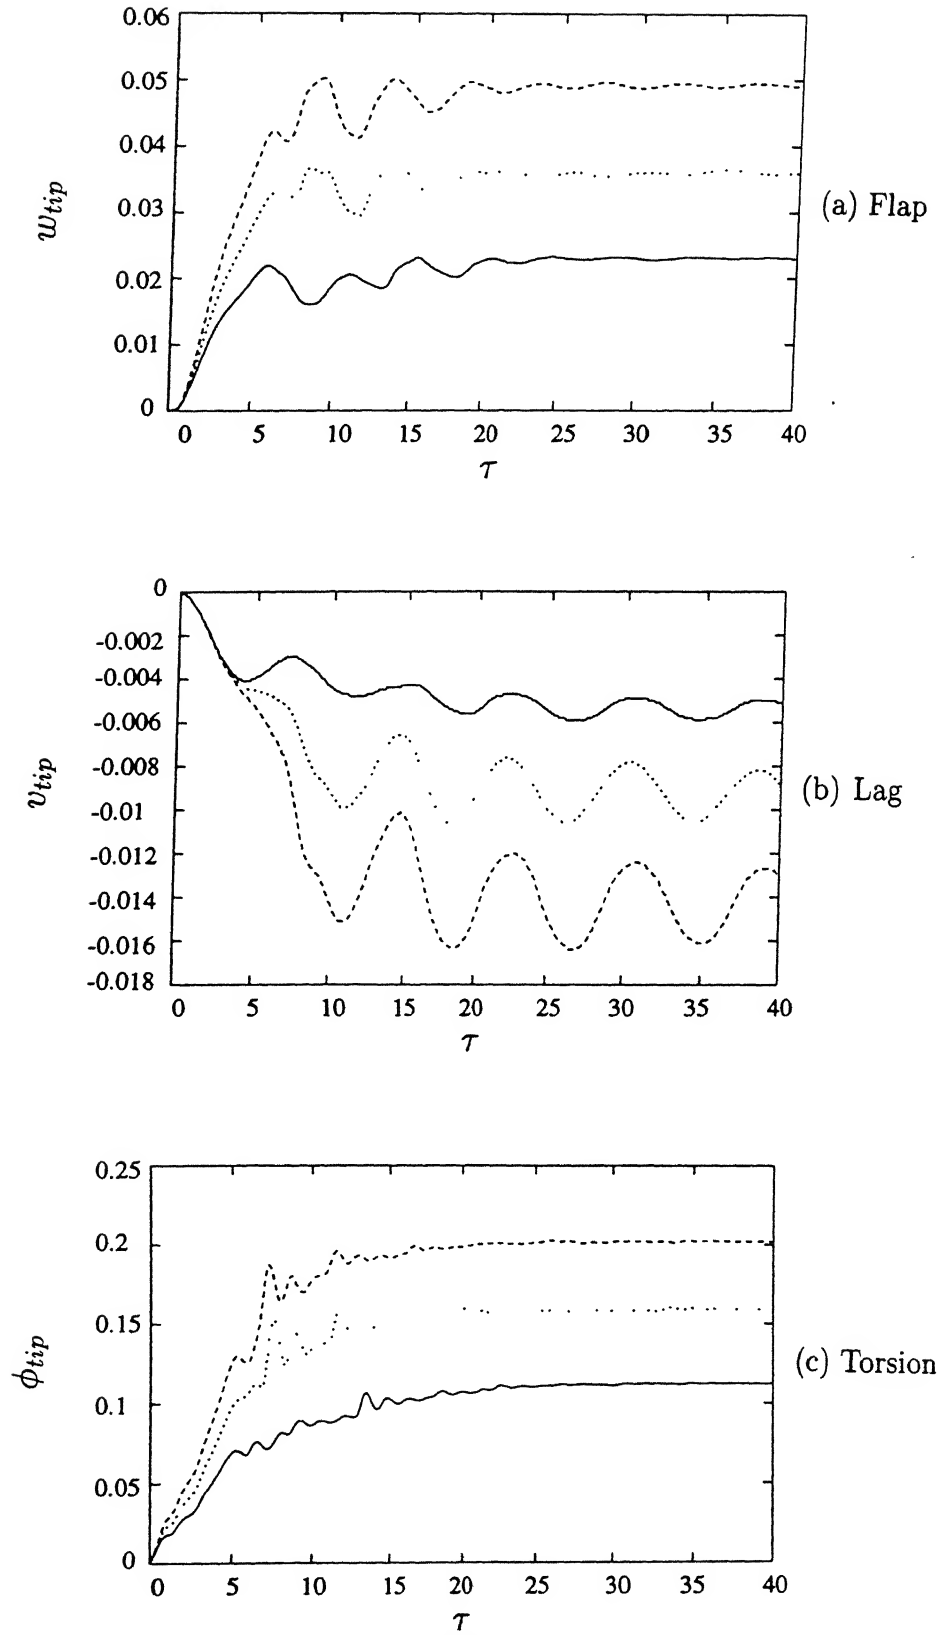 0.06
0.05
0.04
0.03
0.02
0.01
0
w_tip
0 5 10 15 20 25 30 35 40
τ
(a) Flap
0
-0.002
-0.004
-0.006
-0.008
-0.01
-0.012
-0.014
-0.016
-0.018
v_tip
0 5 10 15 20 25 30 35 40
τ
(b) Lag
0.25
0.2
0.15
0.1
0.05
0
ϕ_tip
0 5 10 15 20 25 30 35 40
τ
(c) Torsion